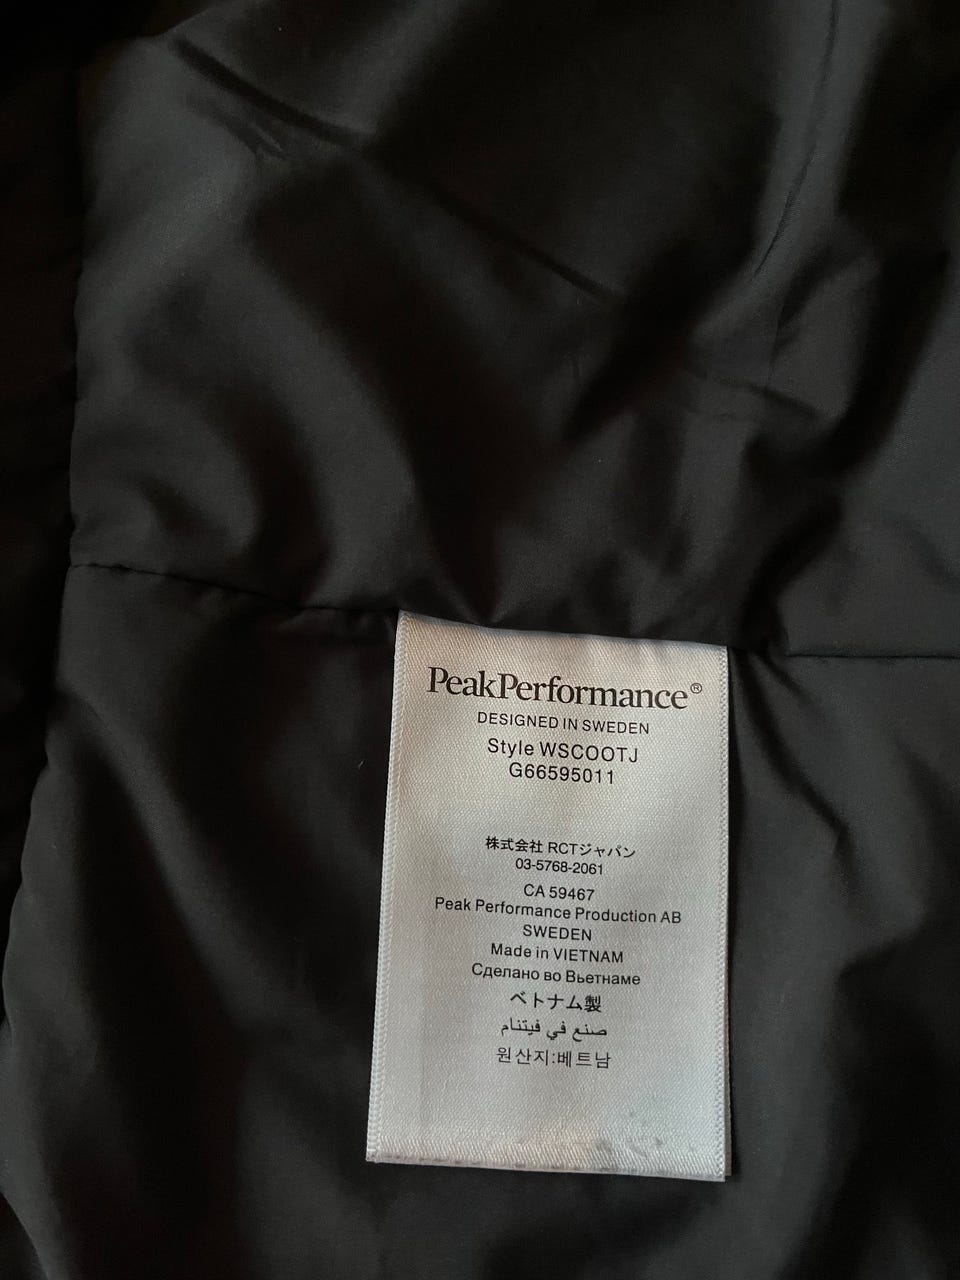 PeakPerformance®
DESIGNED IN SWEDEN
Style WSCOOTJ
G66595011
株式会社 RCTジャパン
03-5768-2061
CA 59467
Peak Performance Production AB
SWEDEN
Made in VIETNAM
Сделано во Вьетнаме
ベトナム製
صنع في فيتنام
원산지:베트남